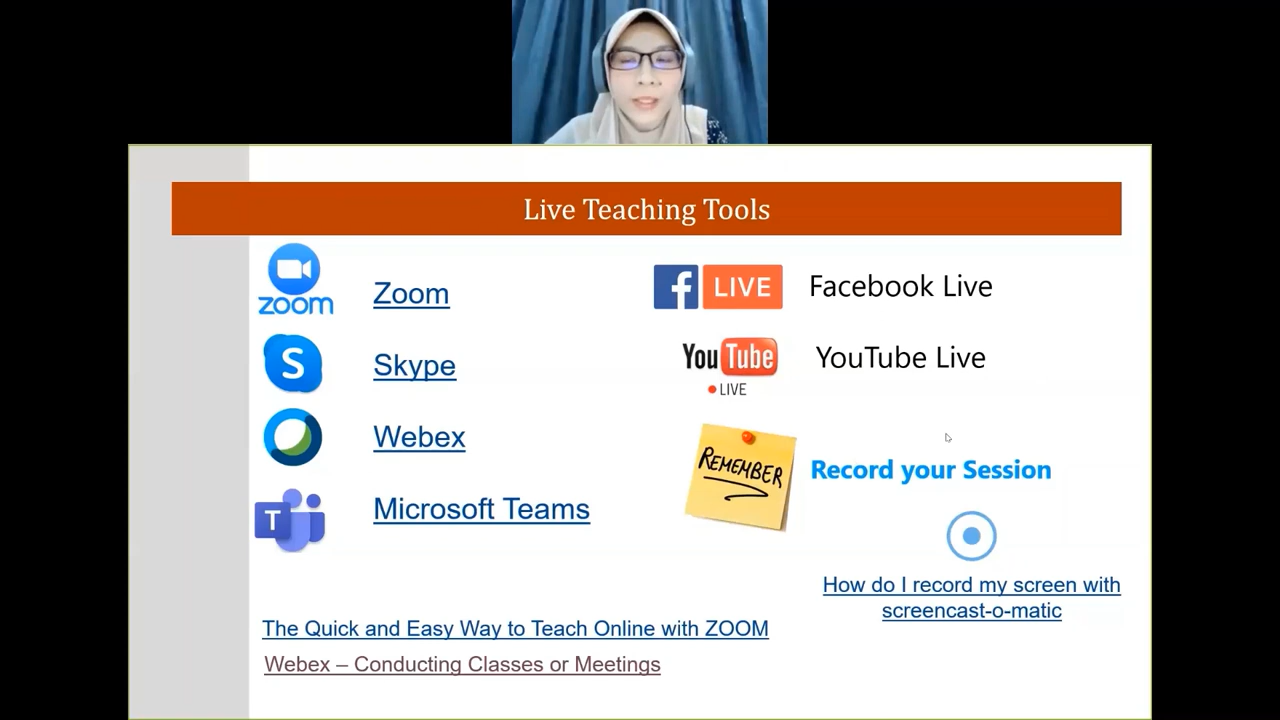 Live Teaching Tools
zoom
Zoom
S
Skype
Webex
T
Microsoft Teams
f LIVE
Facebook Live
YouTube
LIVE
YouTube Live
REMEMBER
Record your Session
How do I record my screen with
screencast-o-matic
The Quick and Easy Way to Teach Online with ZOOM
Webex – Conducting Classes or Meetings